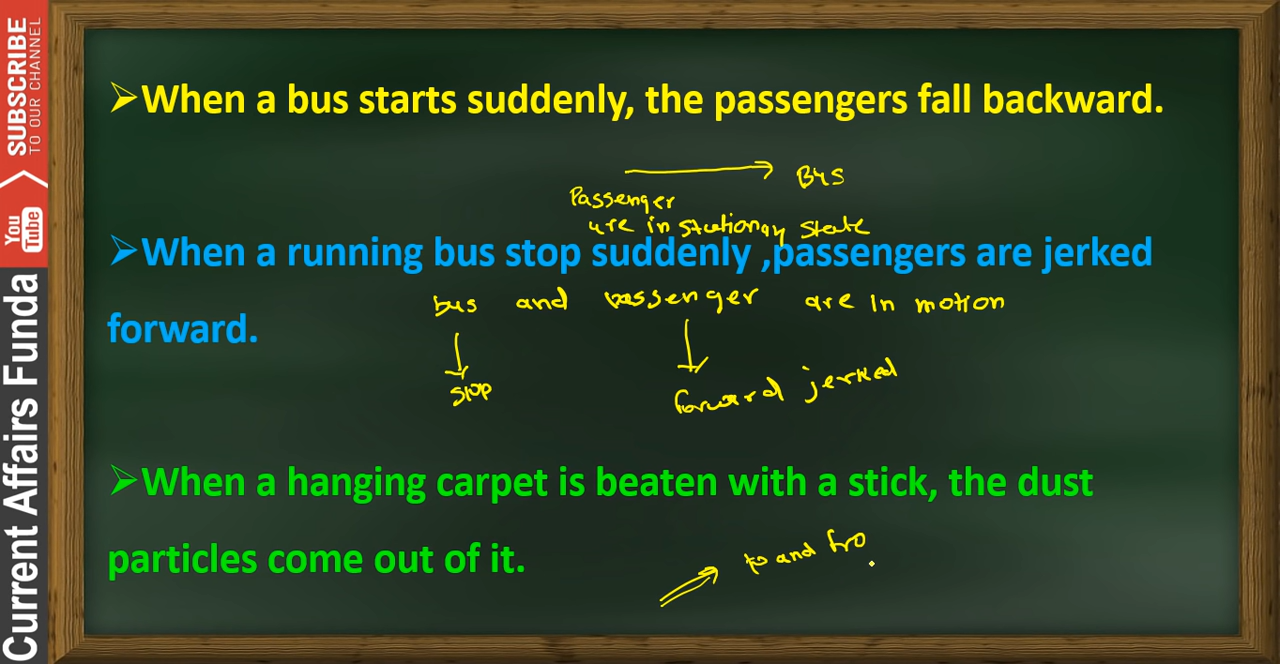 SUBSCRIBE
TO OUR CHANNEL
You
Tube
Current Affairs Funda
➢When a bus starts suddenly, the passengers fall backward.
Bus
Passenger
are in stationary state
➢When a running bus stop suddenly ,passengers are jerked
bus and passenger are in motion
forward.
Stop
forward jerked
➢When a hanging carpet is beaten with a stick, the dust
to and fro
particles come out of it.